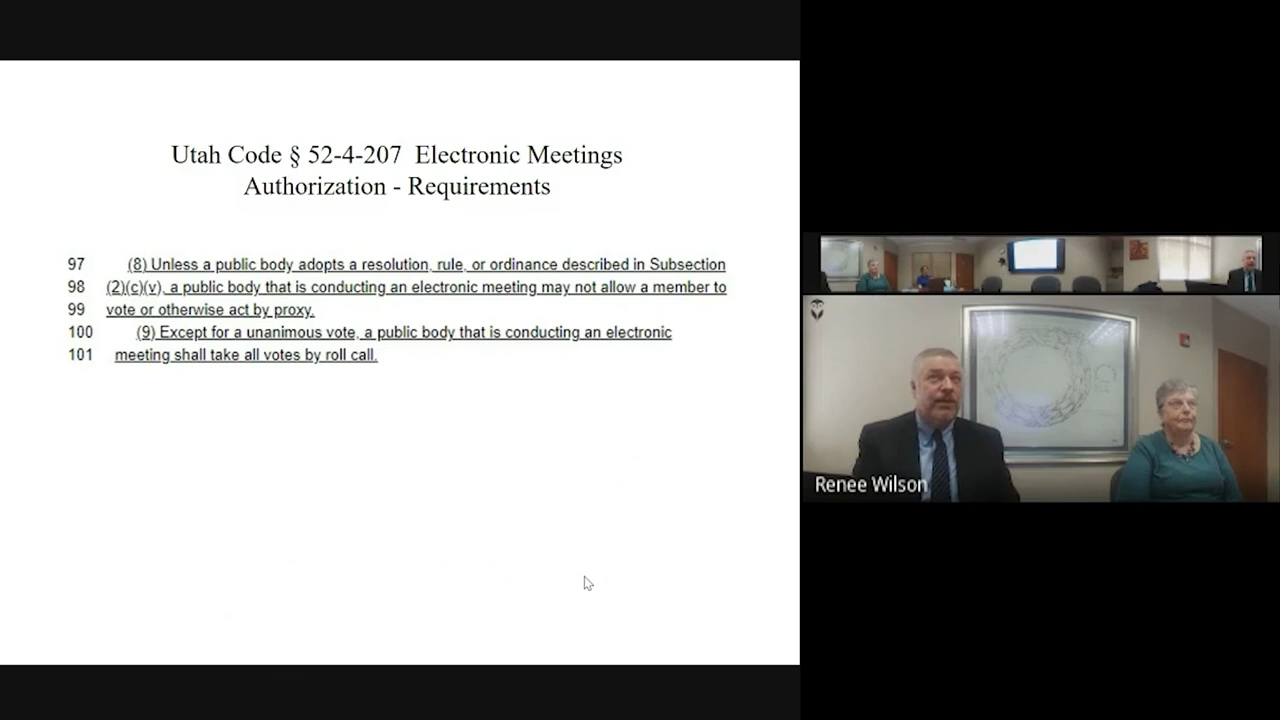 Utah Code § 52-4-207 Electronic Meetings
Authorization - Requirements
97 (8) Unless a public body adopts a resolution, rule, or ordinance described in Subsection
98 (2)(c)(v), a public body that is conducting an electronic meeting may not allow a member to
99 vote or otherwise act by proxy.
100 (9) Except for a unanimous vote, a public body that is conducting an electronic
101 meeting shall take all votes by roll call.
Renee Wilson